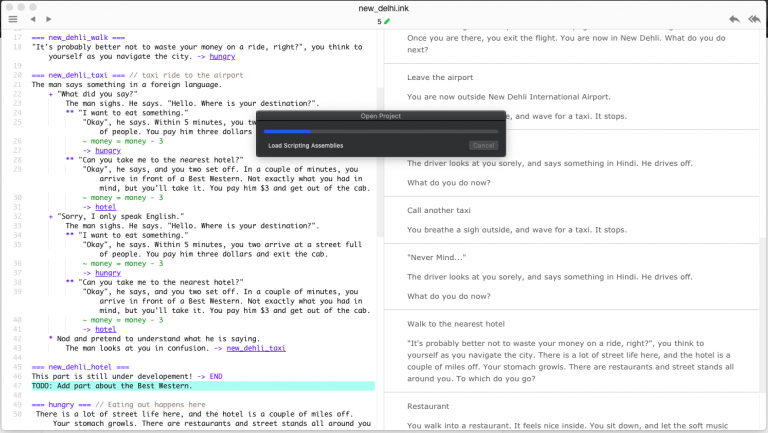 new_delhi.ink
5
17 === new_dehli_walk ===
18 "It's probably better not to waste your money on a ride, right?", you think to
yourself as you navigate the city. -> hungry
19
20 === new_dehli_taxi === // taxi ride to the airport
21 The man says something in a foreign language.
22 + "What did you say?"
23 The man sighs. He says. "Hello. Where is your destination?".
24 ** "I want to eat something."
25 "Okay", he says. Within 5 minutes, you
of people. You pay him three dollars
26 ~ money = money - 3
27 -> hungry
28 ** "Can you take me to the nearest hotel?"
29 "Okay", he says, and you two set off. In a couple of minutes, you
arrive in front of a Best Western. Not exactly what you had in
mind, but you'll take it. You pay him $3 and get out of the cab.
30 ~ money = money - 3
31 -> hotel
32 + "Sorry, I only speak English."
33 The man sighs. He says. "Hello. Where is your destination?".
34 ** "I want to eat something."
35 "Okay", he says. Within 5 minutes, you two arrive at a street full
of people. You pay him three dollars and exit the cab.
36 ~ money = money - 3
37 -> hungry
38 ** "Can you take me to the nearest hotel?"
39 "Okay", he says, and you two set off. In a couple of minutes, you
arrive in front of a Best Western. Not exactly what you had in
mind, but you'll take it. You pay him $3 and get out of the cab.
40 ~ money = money - 3
41 -> hotel
42 * Nod and pretend to understand what he is saying.
43 The man looks at you in confusion. -> new_dehli_taxi
44
45 === new_dehli_hotel ===
46 This part is still under developement! -> END
47 TODO: Add part about the Best Western.
48
49 === hungry === // Eating out happens here
50 There is a lot of street life here, and the hotel is a couple of miles off.
Your stomach growls. There are restaurants and street stands all around you
Open Project
Load Scripting Assemblies
Cancel
Once you are there, you exit the flight. You are now in New Delhi. What do you do
next?
Leave the airport
You are now outside New Dehli International Airport.
and wave for a taxi. It stops.
The driver looks at you sorely, and says something in Hindi. He drives off.
What do you do now?
Call another taxi
You breathe a sigh outside, and wave for a taxi. It stops.
"Never Mind..."
The driver looks at you sorely, and says something in Hindi. He drives off.
What do you do now?
Walk to the nearest hotel
"It's probably better not to waste your money on a ride, right?", you think to
yourself as you navigate the city. There is a lot of street life here, and the hotel is a
couple of miles off. Your stomach growls. There are restaurants and street stands all
around you. To which do you go?
Restaurant
You walk into a restaurant. It feels nice inside. You sit down, and let the soft music